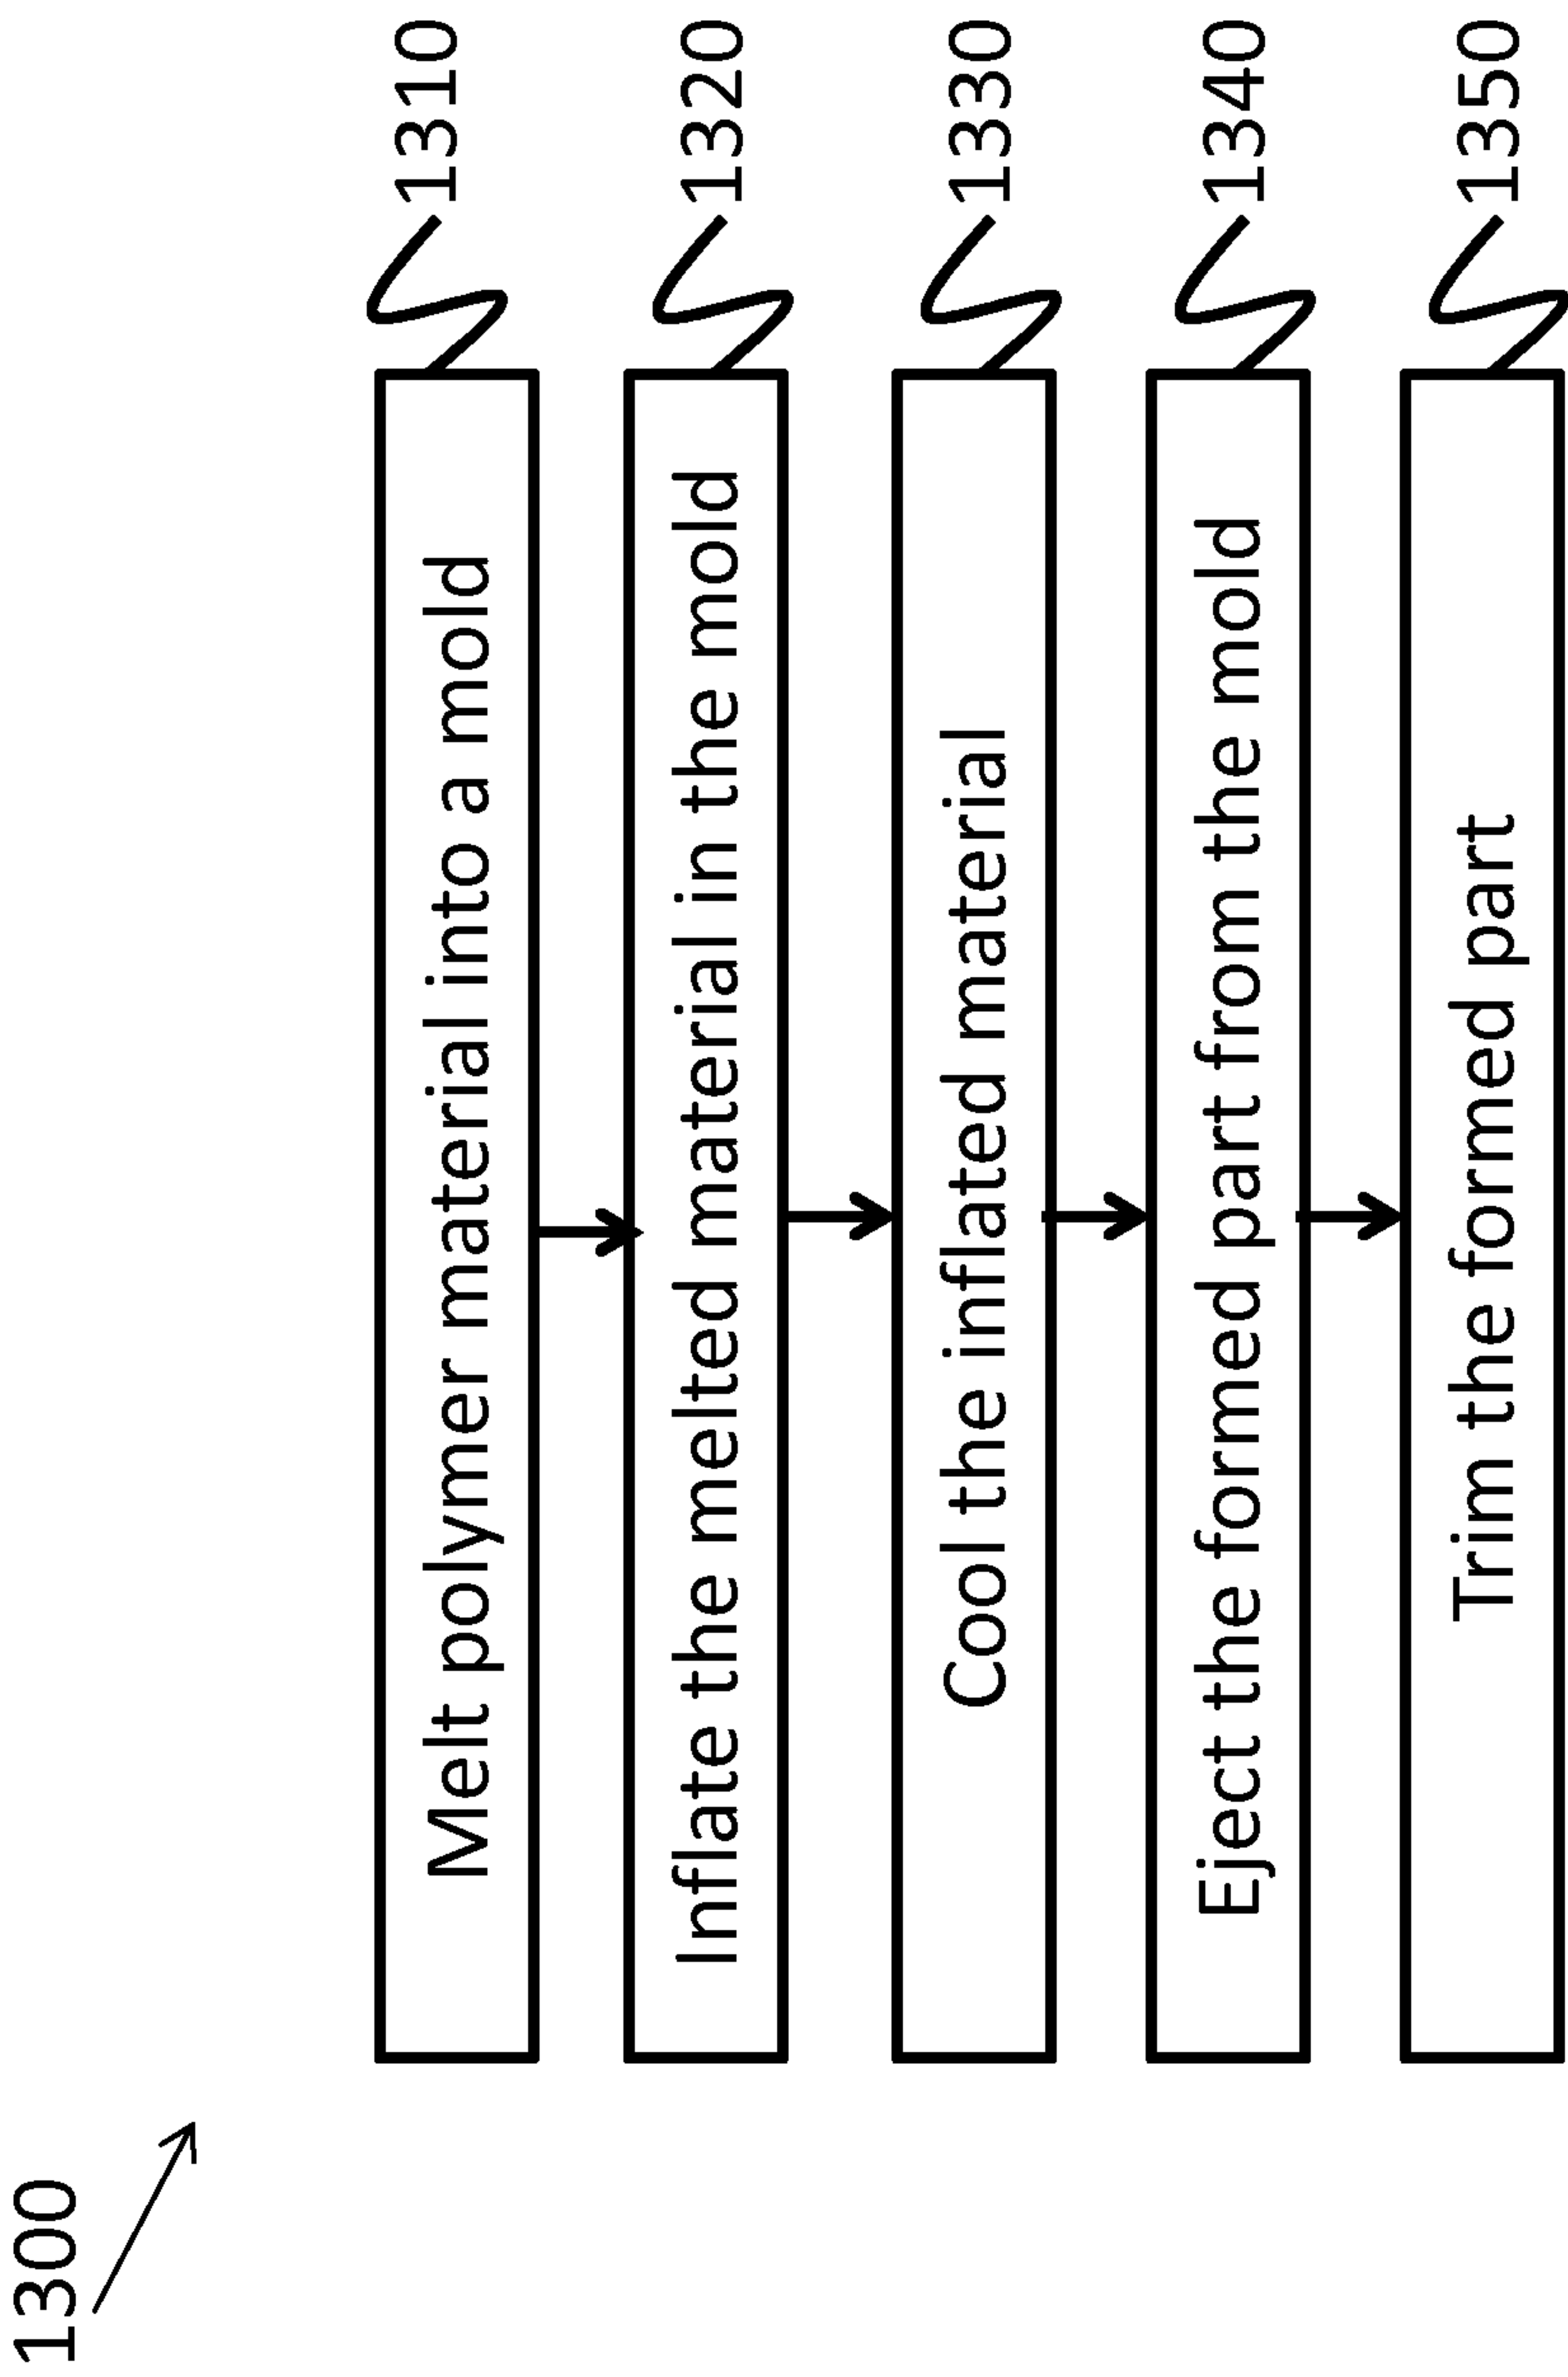 1300
Melt polymer material into a mold
1310
Inflate the melted material in the mold
1320
Cool the inflated material
1330
Eject the formed part from the mold
1340
Trim the formed part
1350